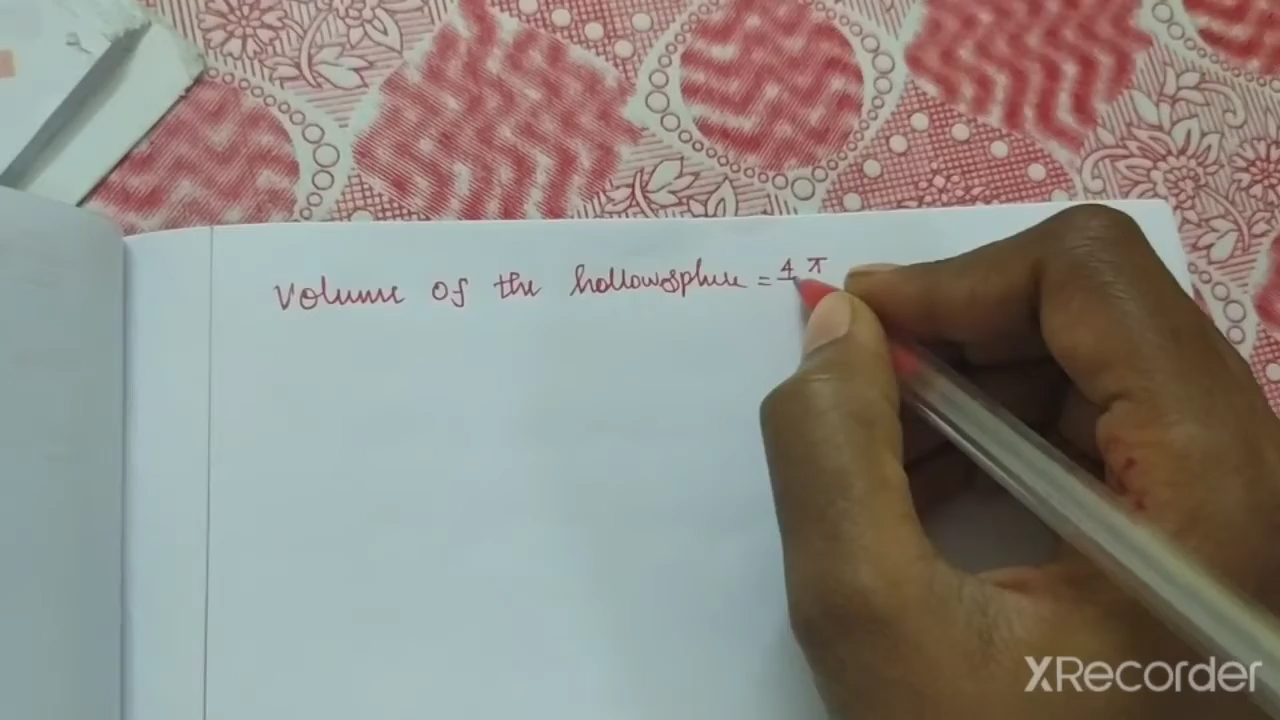 Volume of the hollowsphere = 4 π
XRecorder